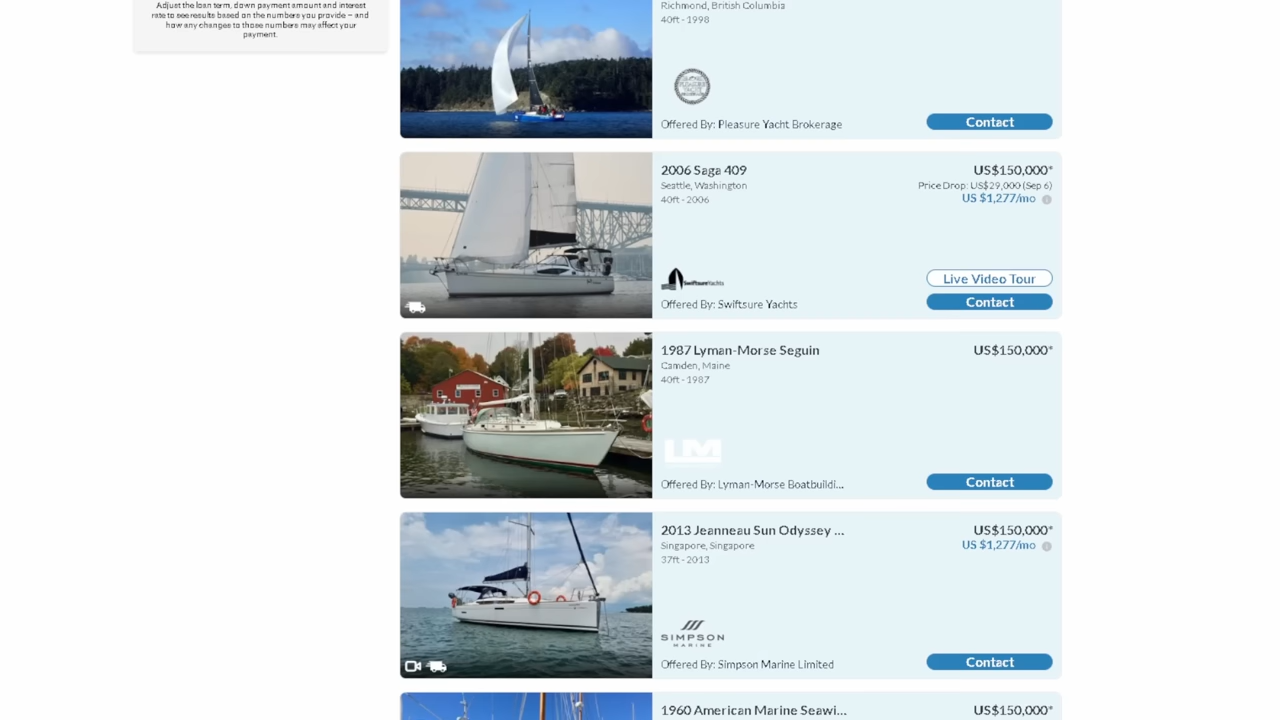 Adjust the loan term, down payment amount and interest
rate to see results based on the numbers you provide – and
how any changes to those numbers may affect your
payment.
Richmond, British Columbia
40ft - 1998
Offered By: Pleasure Yacht Brokerage
Contact
2006 Saga 409
US$150,000*
Seattle, Washington
Price Drop: US$29,000 (Sep 6)
40ft - 2006
US $1,277/mo
SwiftsureYachts
Live Video Tour
Offered By: Swiftsure Yachts
Contact
1987 Lyman-Morse Seguin
US$150,000*
Camden, Maine
40ft - 1987
LM
Offered By: Lyman-Morse Boatbuildi...
Contact
2013 Jeanneau Sun Odyssey ...
US$150,000*
Singapore, Singapore
US $1,277/mo
37ft - 2013
SIMPSON
MARINE
Offered By: Simpson Marine Limited
Contact
1960 American Marine Seawi...
US$150,000*